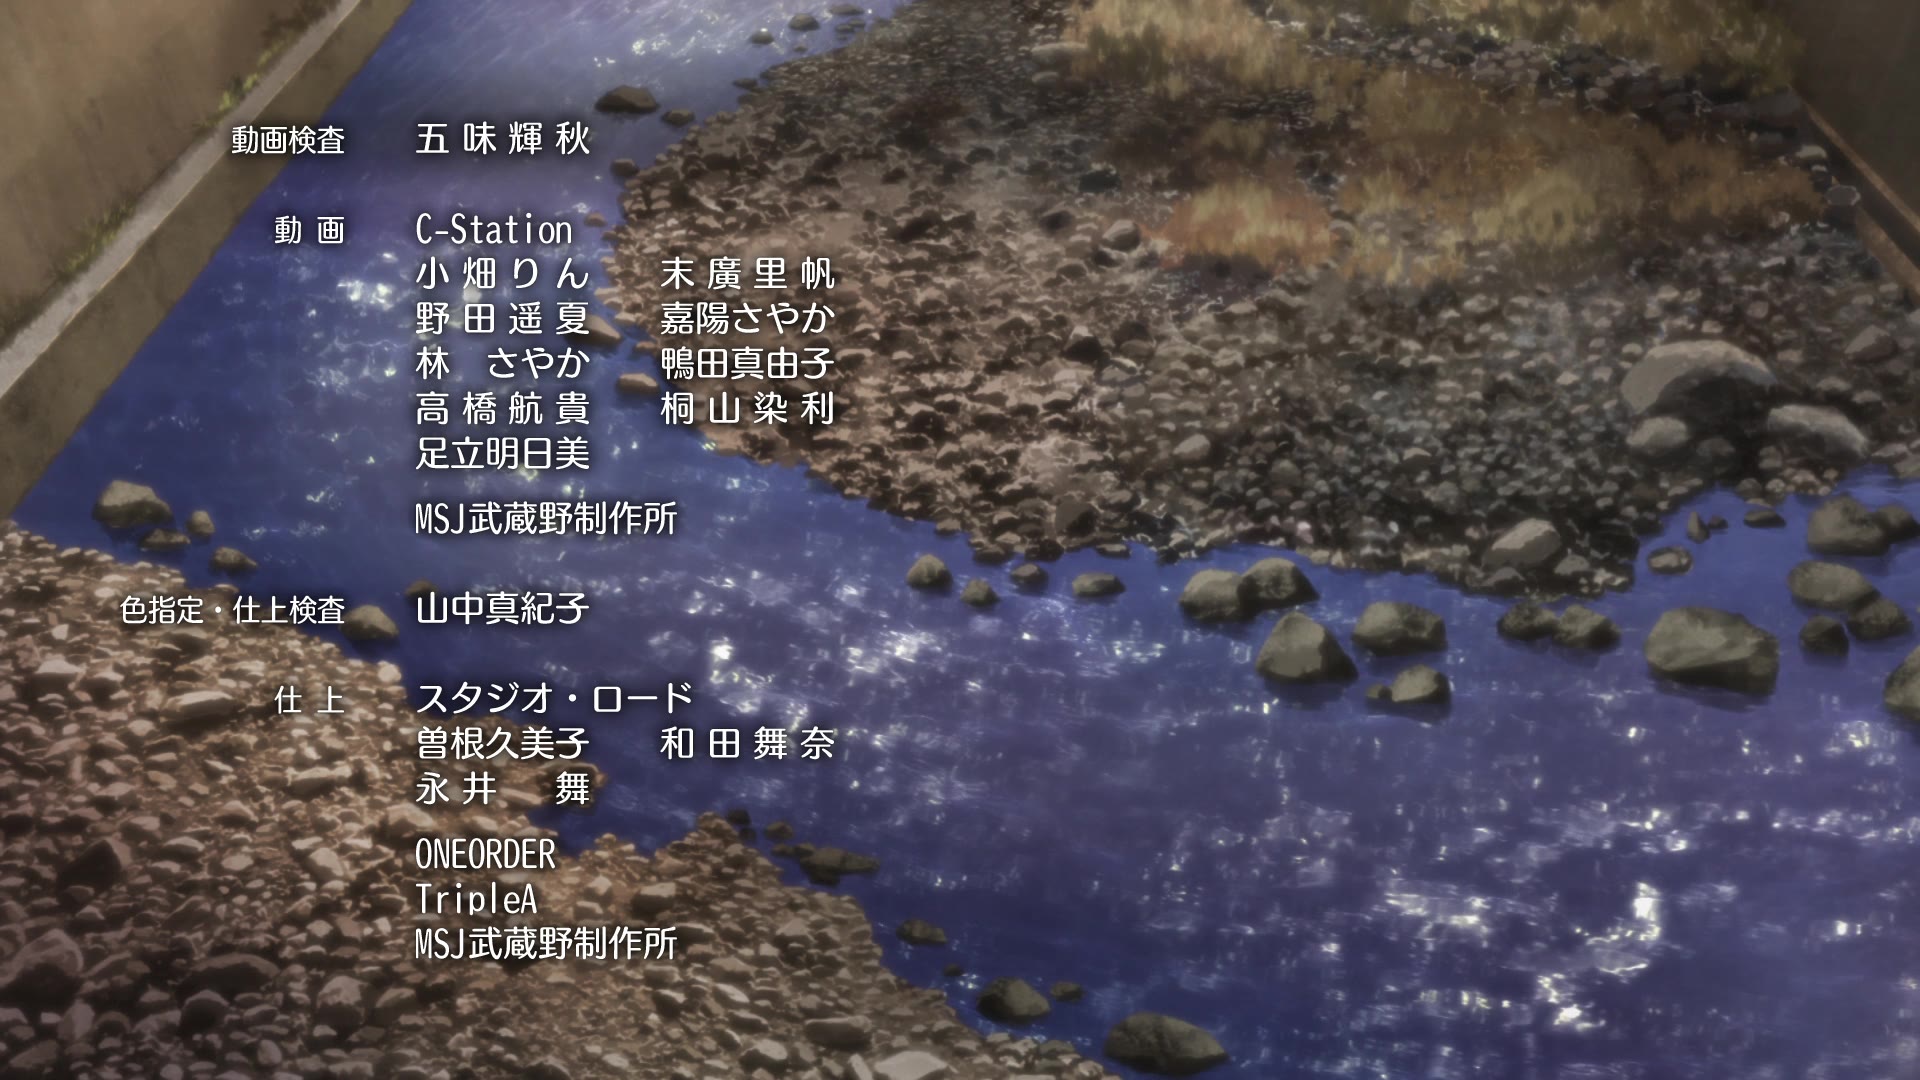 動画検査 五味輝秋
動画 C-Station
小畑りん 末廣里帆
野田遥夏 嘉陽さやか
林 さやか 鴨田真由子
高橋航貴 桐山染利
足立明日美
MSJ武蔵野制作所
色指定・仕上検査 山中真紀子
仕上 スタジオ・ロード
曽根久美子 和田舞奈
永井 舞
ONEORDER
TripleA
MSJ武蔵野制作所